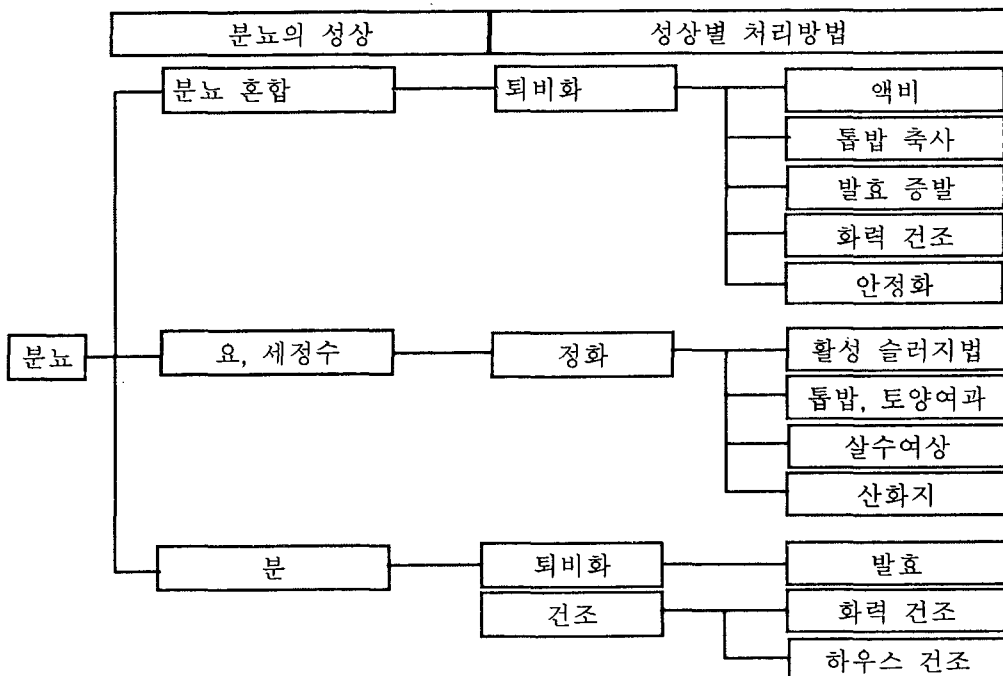 분뇨의 성상 성상별 처리방법
분뇨 혼합 퇴비화 액비
톱밥 축사
발효 증발
화력 건조
안정화
분뇨 요, 세정수 정화 활성 슬러지법
톱밥, 토양여과
살수여상
산화지
분 퇴비화 발효
건조 화력 건조
하우스 건조